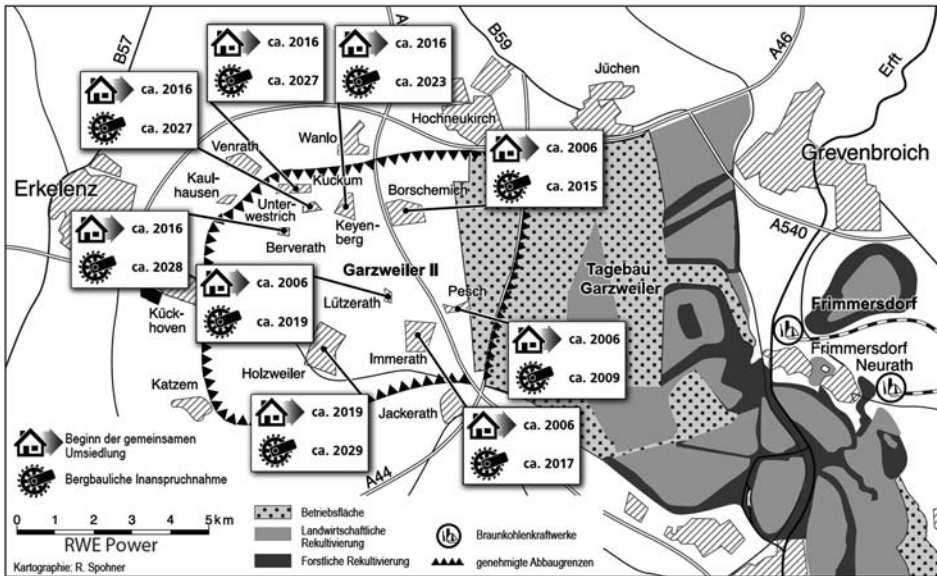 B57
A
B59
A46
Erft
ca. 2016
ca. 2027
ca. 2016
ca. 2023
Jüchen
ca. 2016
ca. 2027
Hochneukirch
Wanlo
Venrath
ca. 2006
ca. 2015
Grevenbroich
Erkelenz
Kaul-
hausen
Kuckum
Unter-
westrich
Borschemich
Keyen-
berg
Berverath
A540
ca. 2016
ca. 2028
Garzweiler II
Tagebau
Garzweiler
ca. 2006
ca. 2019
Lützerath
Pesch
Frimmersdorf
Kück-
hoven
Immerath
ca. 2006
ca. 2009
Frimmersdorf
Neurath
Holzweiler
Katzem
Jackerath
ca. 2019
ca. 2029
ca. 2006
ca. 2017
A44
Beginn der gemeinsamen
Umsiedlung
Bergbauliche Inanspruchnahme
0 1 2 3 4 5 km
RWE Power
Kartographie: R. Spohner
Betriebsfläche
Landwirtschaftliche
Rekultivierung
Forstliche Rekultivierung
Braunkohlenkraftwerke
genehmigte Abbaugrenzen